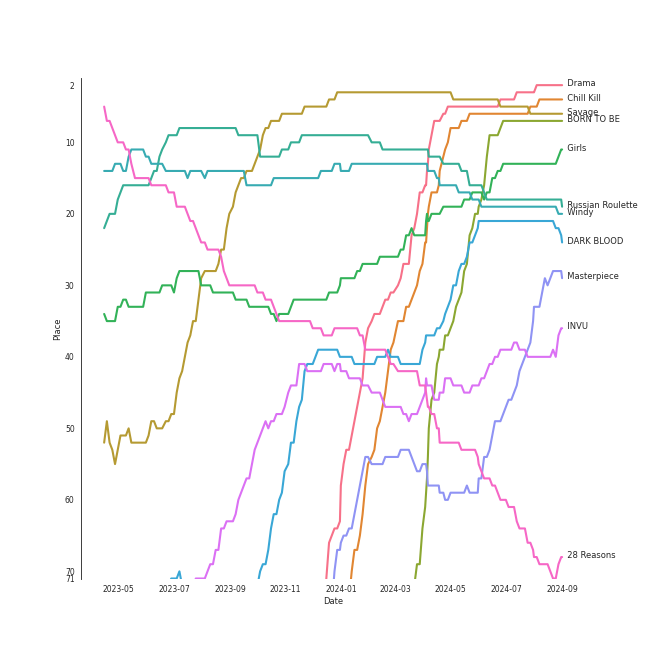 2
10
20
30
40
50
60
70
71
Place
2023-05
2023-07
2023-09
2023-11
2024-01
2024-03
2024-05
2024-07
2024-09
Date
Drama
Chill Kill
Savage
BORN TO BE
Girls
Russian Roulette
Windy
DARK BLOOD
Masterpiece
INVU
28 Reasons